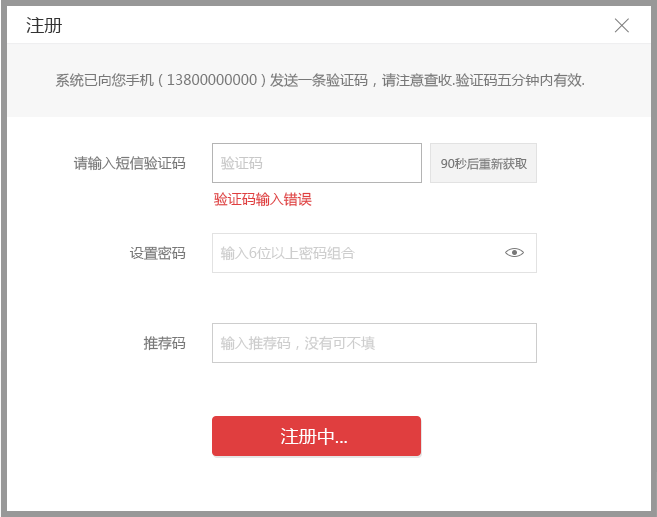 注册
系统已向您手机（13800000000）发送一条验证码，请注意查收.验证码五分钟内有效.
请输入短信验证码 验证码 90秒后重新获取
验证码输入错误
设置密码 输入6位以上密码组合
推荐码 输入推荐码，没有可不填
注册中...